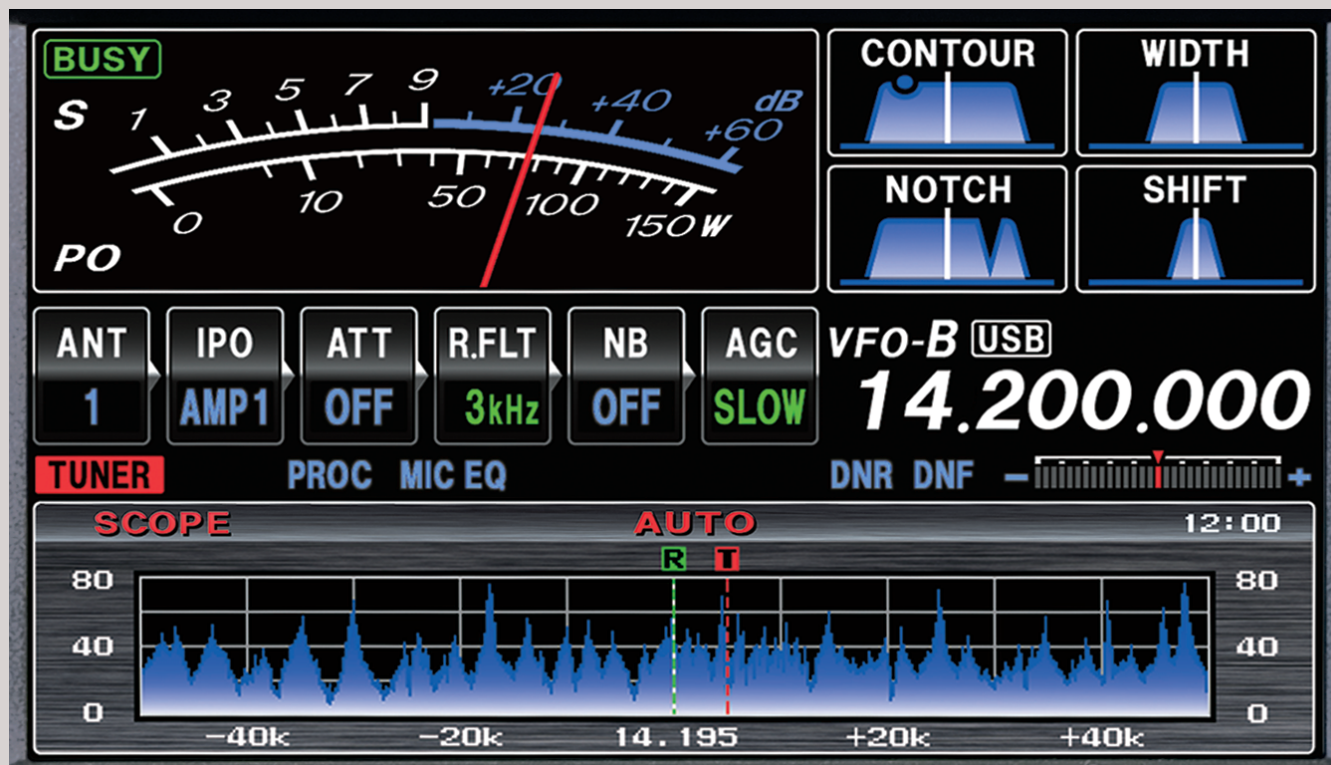 BUSY
S 1 3 5 7 9 +20 +40 +60 dB
0 10 50 100 150 W
PO
CONTOUR WIDTH
NOTCH SHIFT
ANT IPO ATT R.FLT NB AGC
1 AMP1 OFF 3kHz OFF SLOW
VFO-B USB
14.200.000
TUNER PROC MIC EQ DNR DNF − +
SCOPE AUTO 12:00
R T
80 80
40 40
0 0
-40k -20k 14.195 +20k +40k